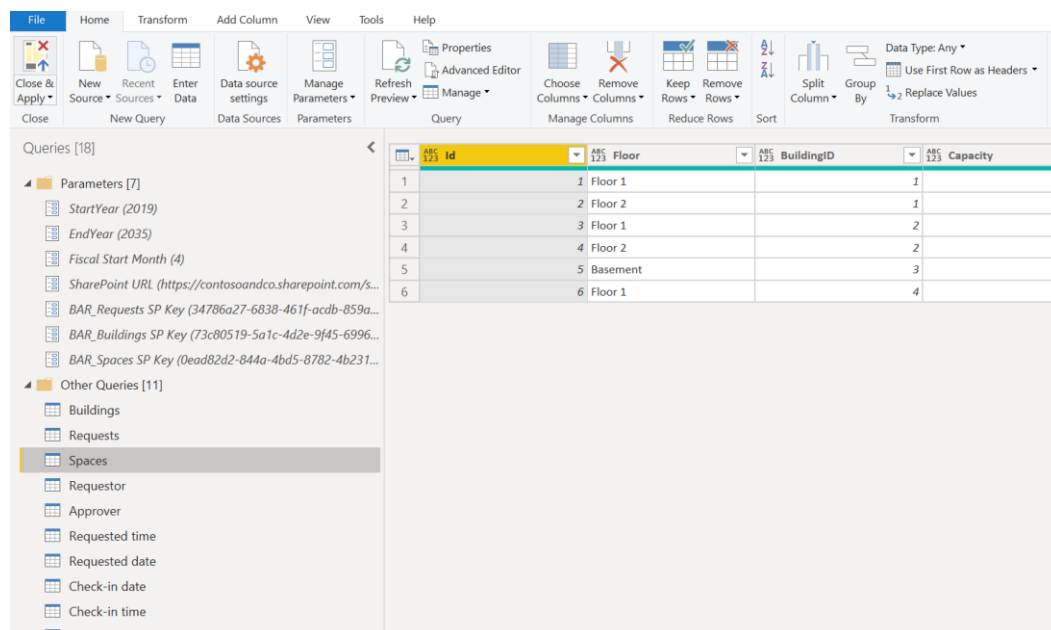 File Home Transform Add Column View Tools Help
Close & Apply
New Source
Recent Sources
Enter Data
Data source settings
Manage Parameters
Refresh Preview
Properties
Advanced Editor
Manage
Choose Columns
Remove Columns
Keep Rows
Remove Rows
A Z
Z A
Split Column
Group By
Data Type: Any
Use First Row as Headers
1 2 Replace Values
Close New Query Data Sources Parameters Query Manage Columns Reduce Rows Sort Transform
Queries [18]
Parameters [7]
StartYear (2019)
EndYear (2035)
Fiscal Start Month (4)
SharePoint URL (https://contosoandco.sharepoint.com/s...
BAR_Requests SP Key (34786a27-6838-461f-acdb-859a...
BAR_Buildings SP Key (73c80519-5a1c-4d2e-9f45-6996...
BAR_Spaces SP Key (0ead82d2-844a-4bd5-8782-4b231...
Other Queries [11]
Buildings
Requests
Spaces
Requestor
Approver
Requested time
Requested date
Check-in date
Check-in time
ABC 123 Id ABC 123 Floor ABC 123 BuildingID ABC 123 Capacity
1 1 Floor 1 1
2 2 Floor 2 1
3 3 Floor 1 2
4 4 Floor 2 2
5 5 Basement 3
6 6 Floor 1 4